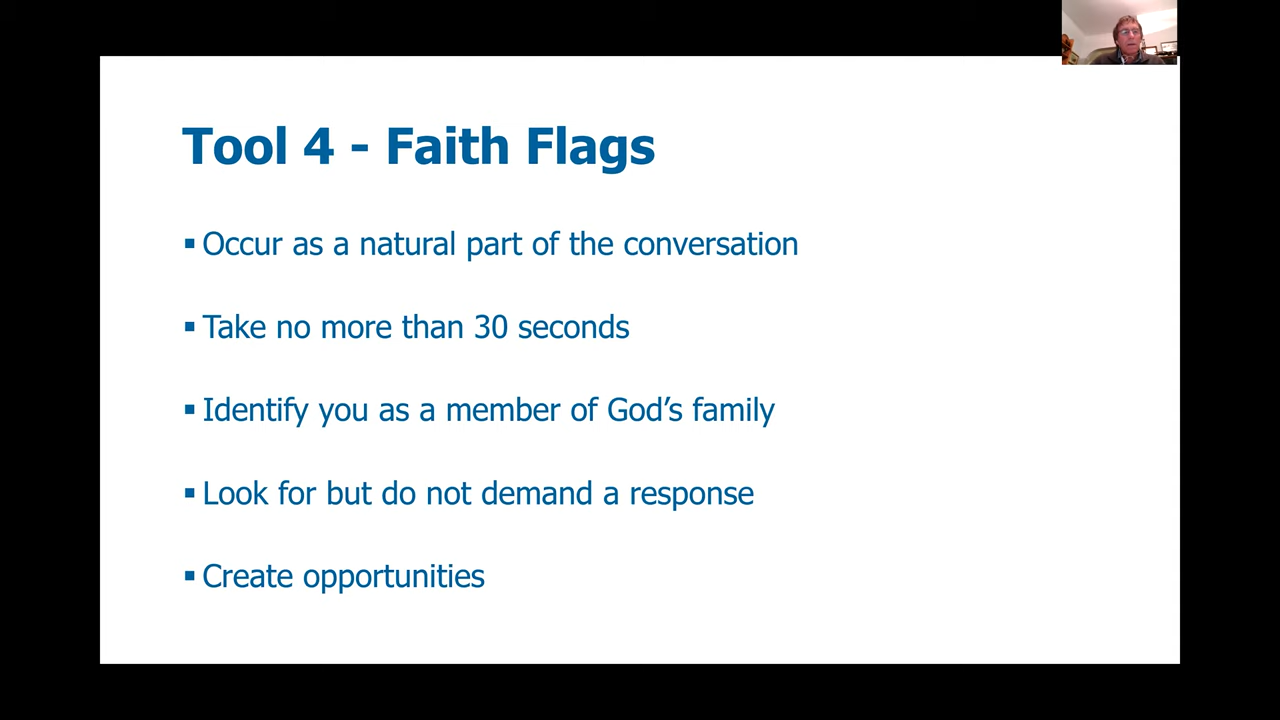 Tool 4 - Faith Flags
▪ Occur as a natural part of the conversation
▪ Take no more than 30 seconds
▪ Identify you as a member of God’s family
▪ Look for but do not demand a response
▪ Create opportunities